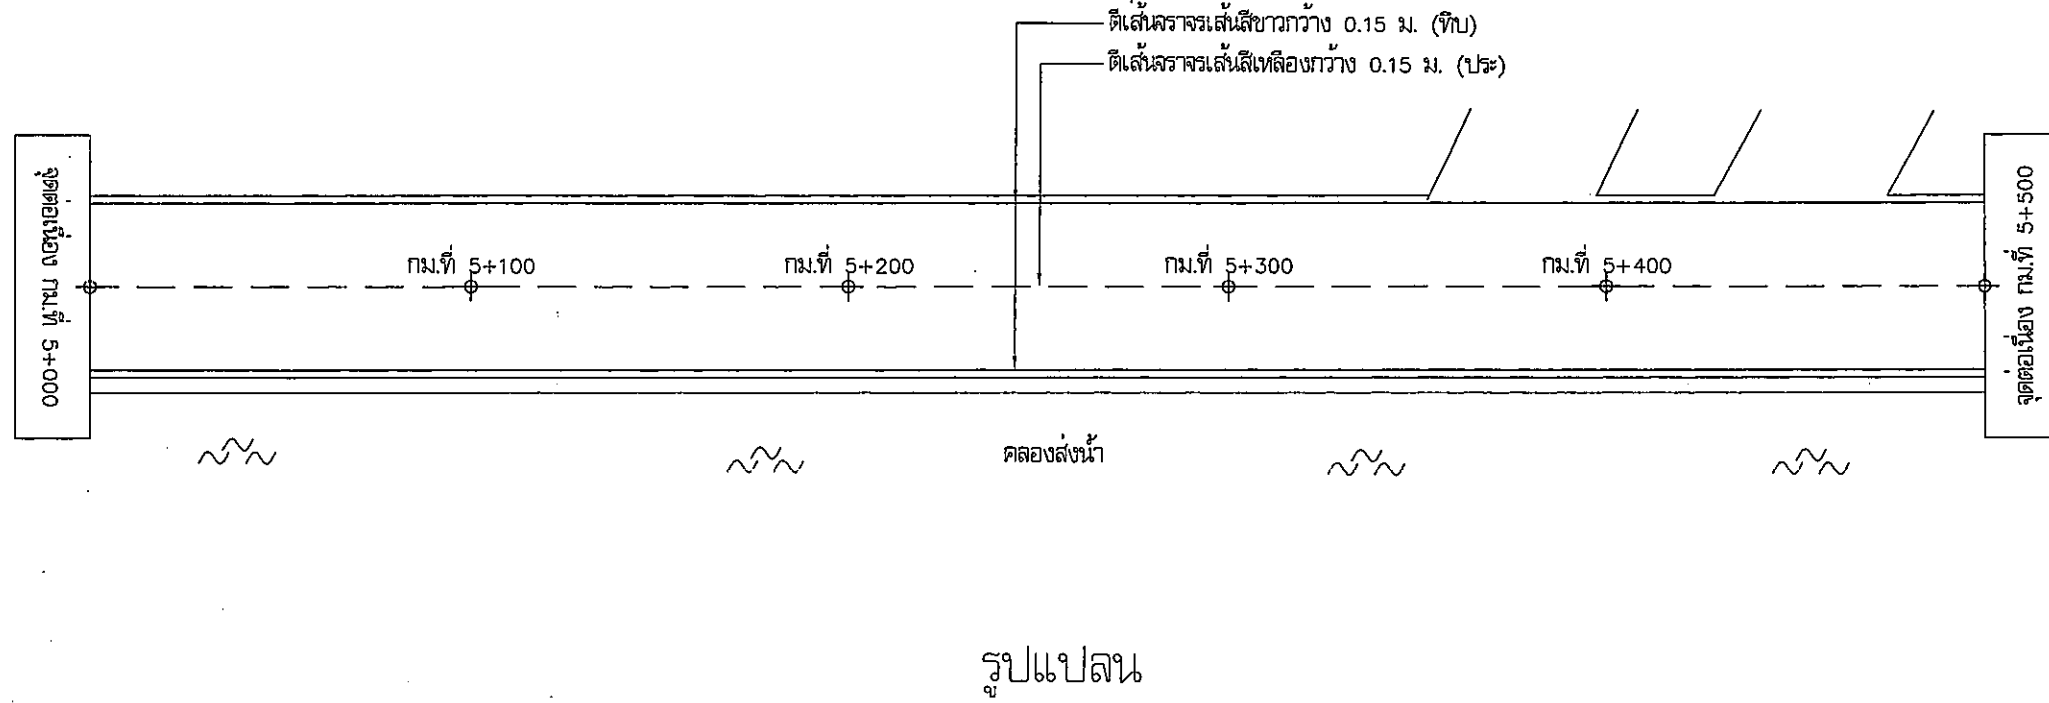 ตีเส้นจราจรเส้นสีขาวกว้าง 0.15 ม. (ทึบ)
ตีเส้นจราจรเส้นสีเหลืองกว้าง 0.15 ม. (ประ)
จุดต่อเนื่อง กม.ที่ 5+000
กม.ที่ 5+100
กม.ที่ 5+200
กม.ที่ 5+300
กม.ที่ 5+400
จุดต่อเนื่อง กม.ที่ 5+500
คลองส่งน้ำ
รูปแปลน